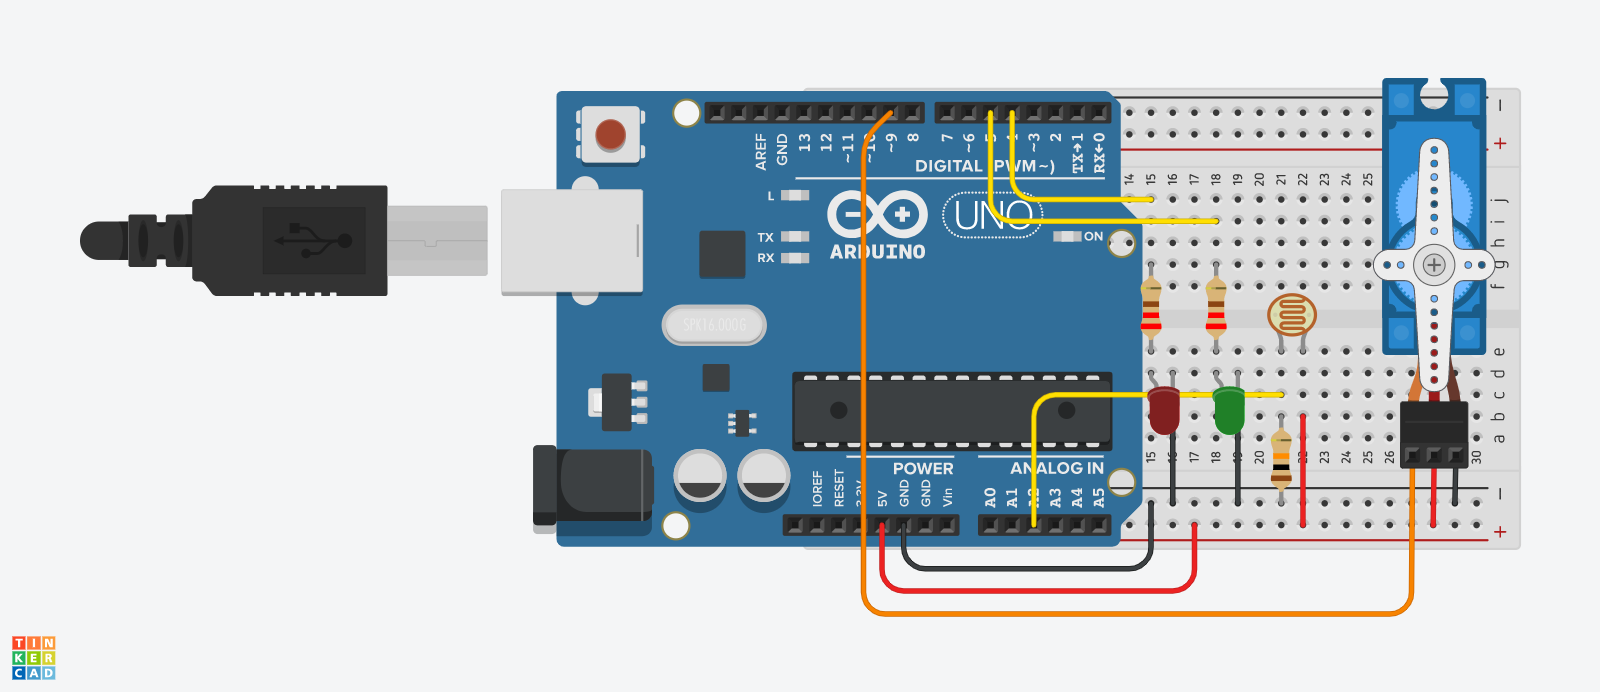 AREF
GND
13
12
~11
~10
~9
8
7
~6
5
4
~3
2
TX→1
RX←0
DIGITAL (PWM~)
L
TX
RX
ARDUINO
UNO
ON
SPK16.000G
IOREF
RESET
3.3V
5V
GND
GND
Vin
POWER
ANALOG IN
A0
A1
A2
A3
A4
A5
14 15 16 17 18 19 20 21 22 23 24 25
− +
j
i
h
g
f
e
d
c
b
a
15 16 17 18 19 20 21 22 23 24 25 26 30
− +
TIN
KER
CAD